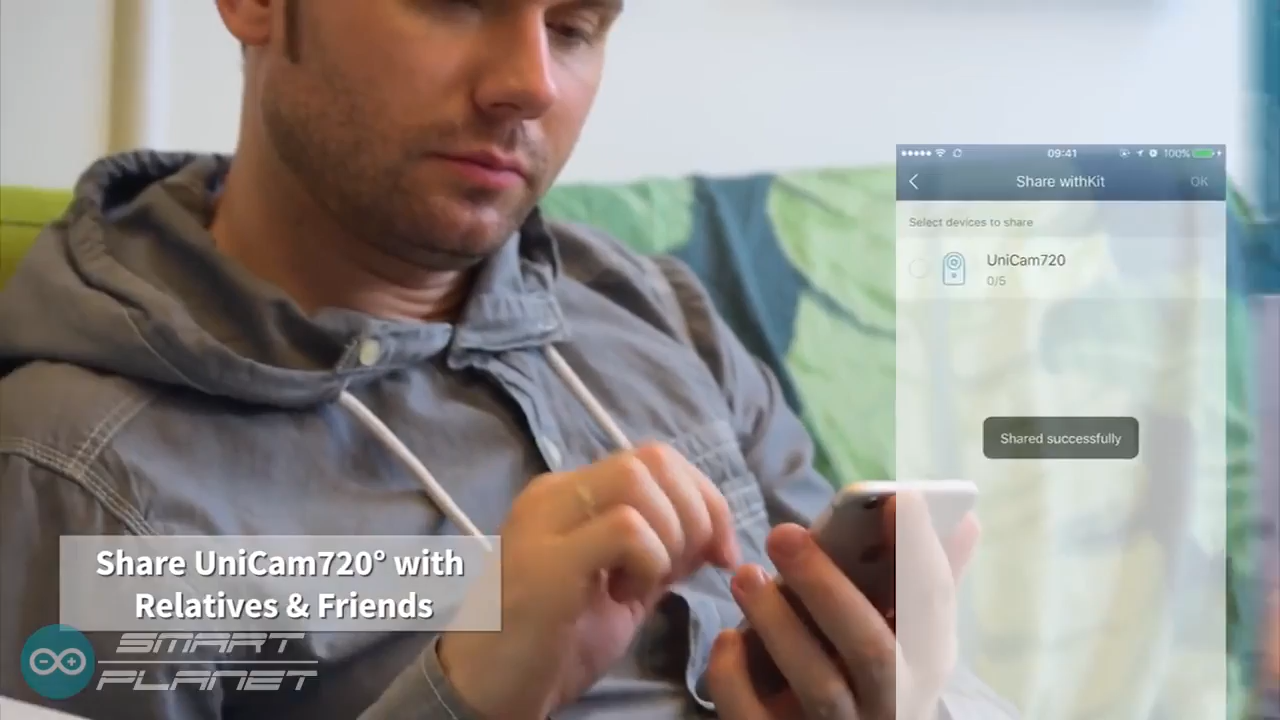 09:41
100%
Share withKit
OK
Select devices to share
UniCam720
0/5
Shared successfully
Share UniCam720° with
Relatives & Friends
SMART
PLANET